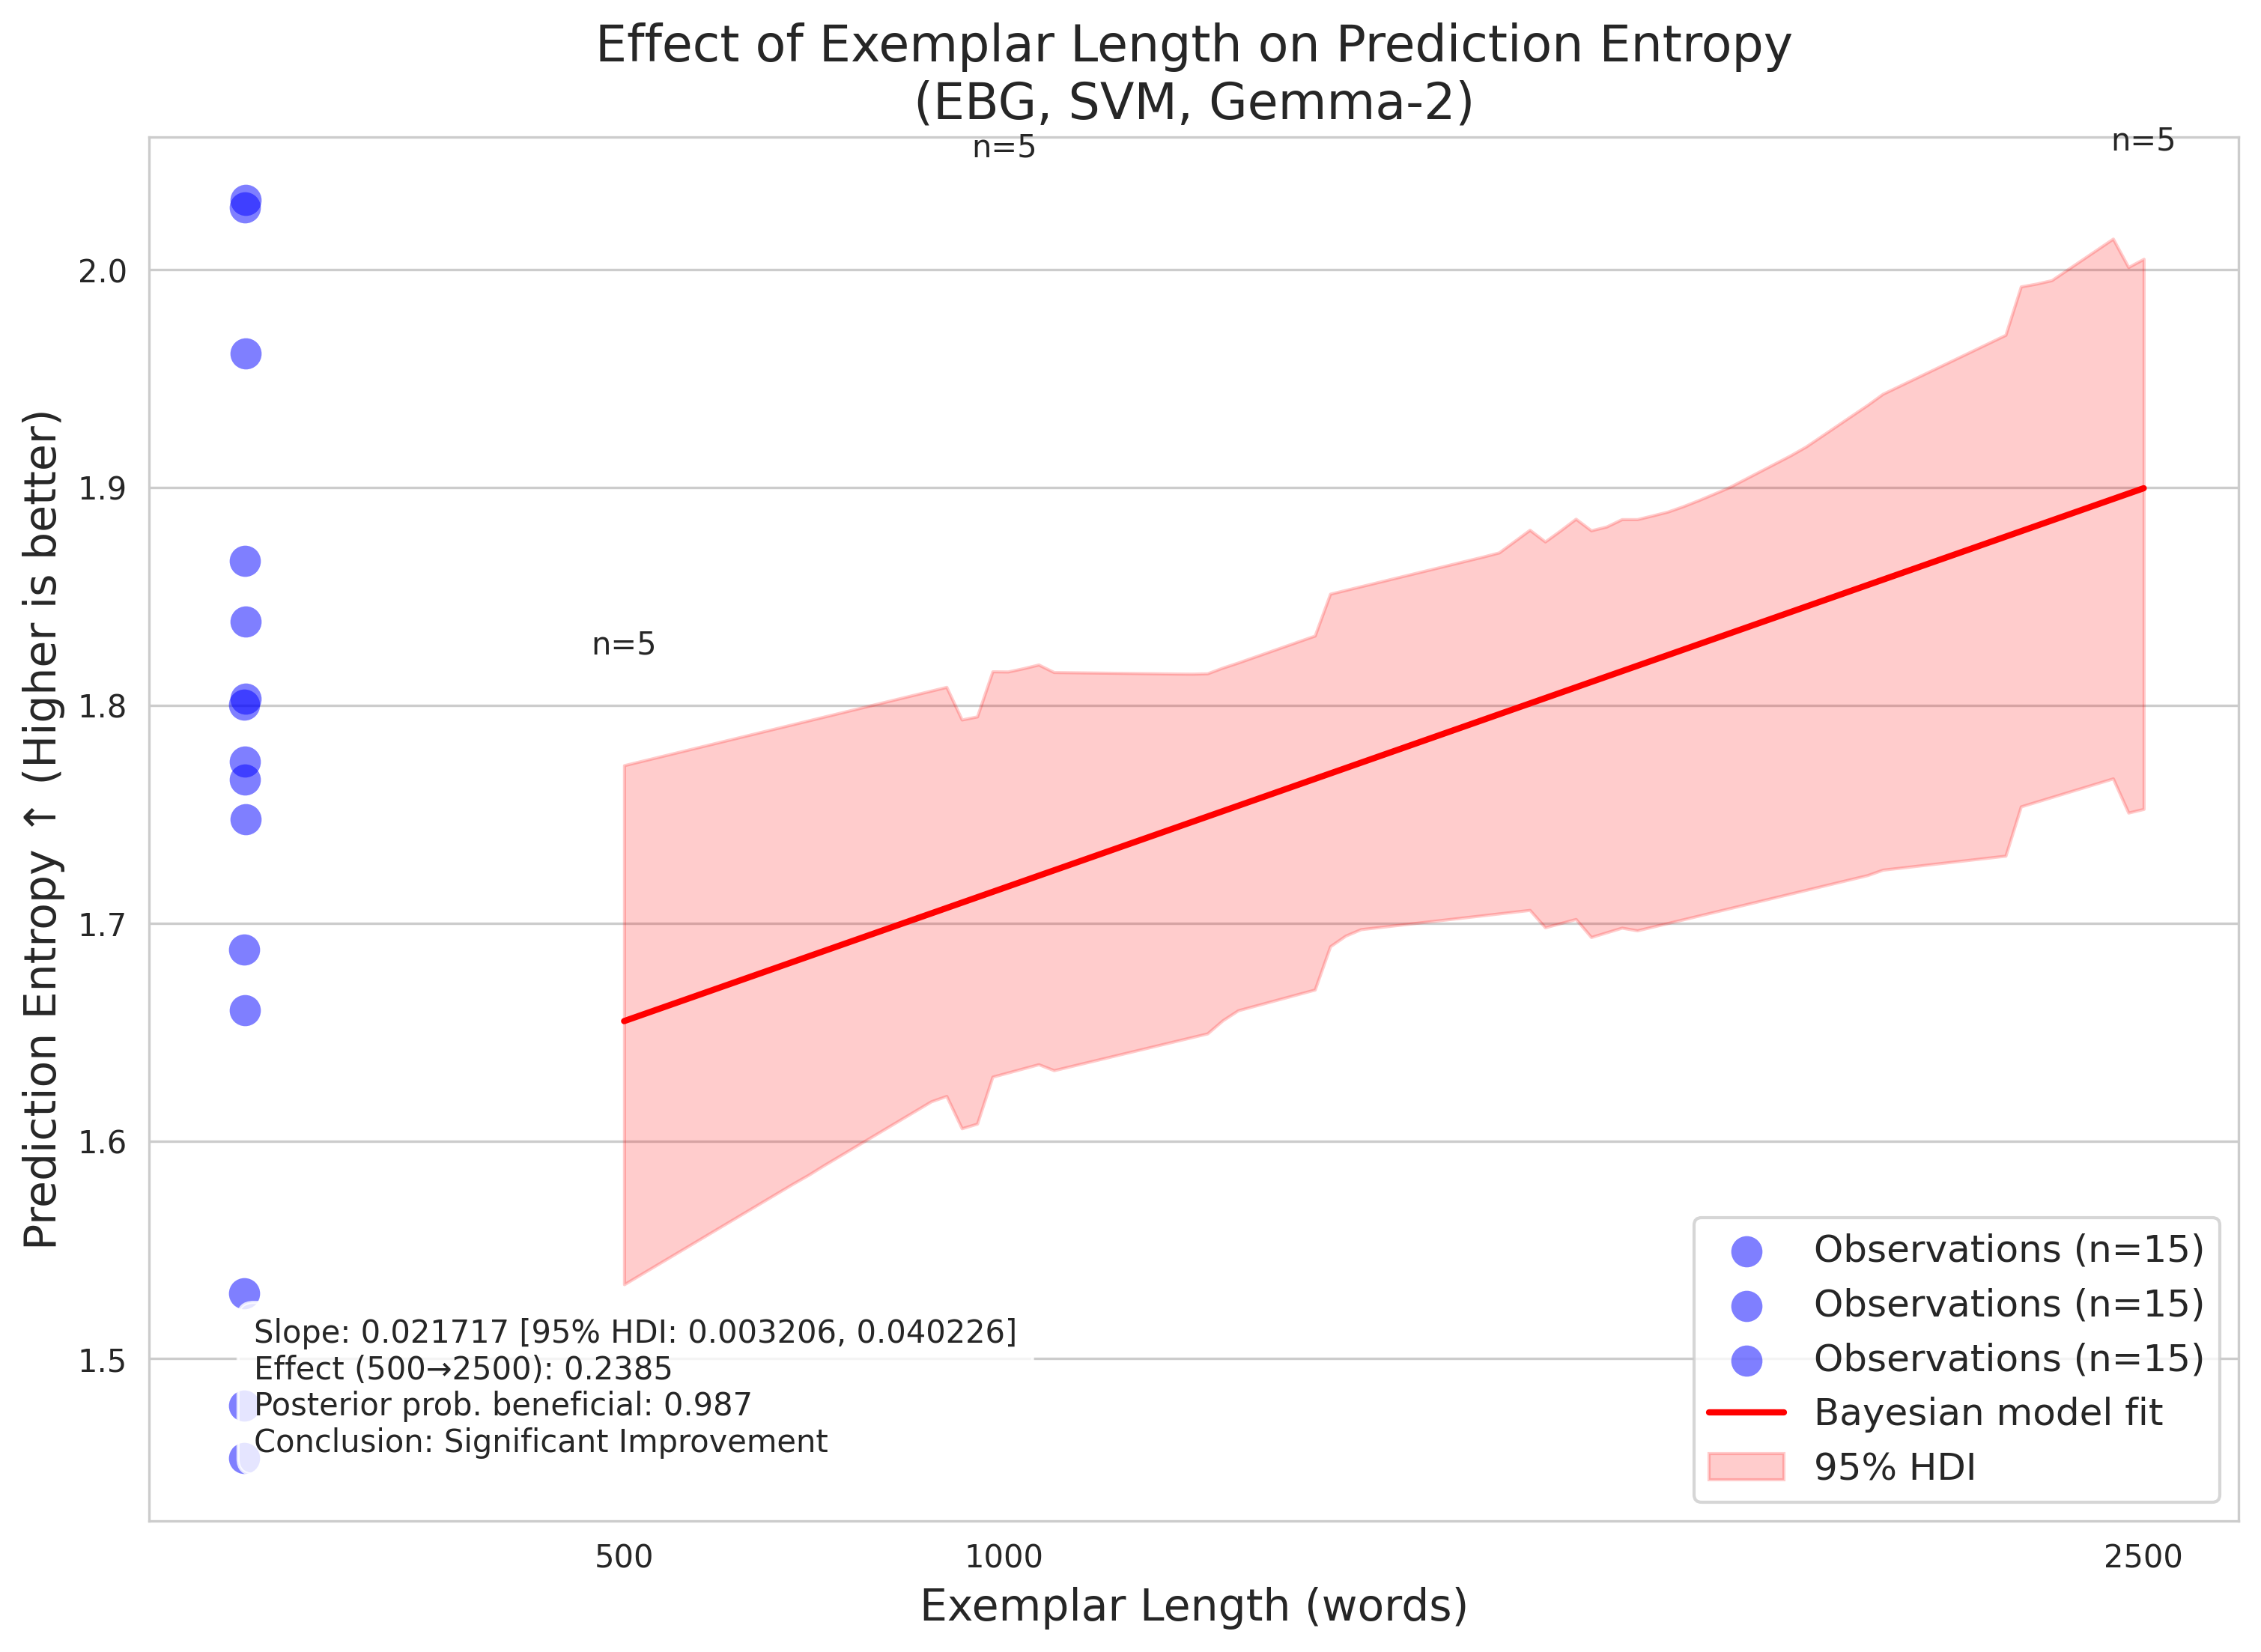 Effect of Exemplar Length on Prediction Entropy
(EBG, SVM, Gemma-2)
n=5
n=5
n=5
Prediction Entropy ↑ (Higher is better)
2.0
1.9
1.8
1.7
1.6
1.5
Slope: 0.021717 [95% HDI: 0.003206, 0.040226]
Effect (500→2500): 0.2385
Posterior prob. beneficial: 0.987
Conclusion: Significant Improvement
Observations (n=15)
Observations (n=15)
Observations (n=15)
Bayesian model fit
95% HDI
500
1000
2500
Exemplar Length (words)